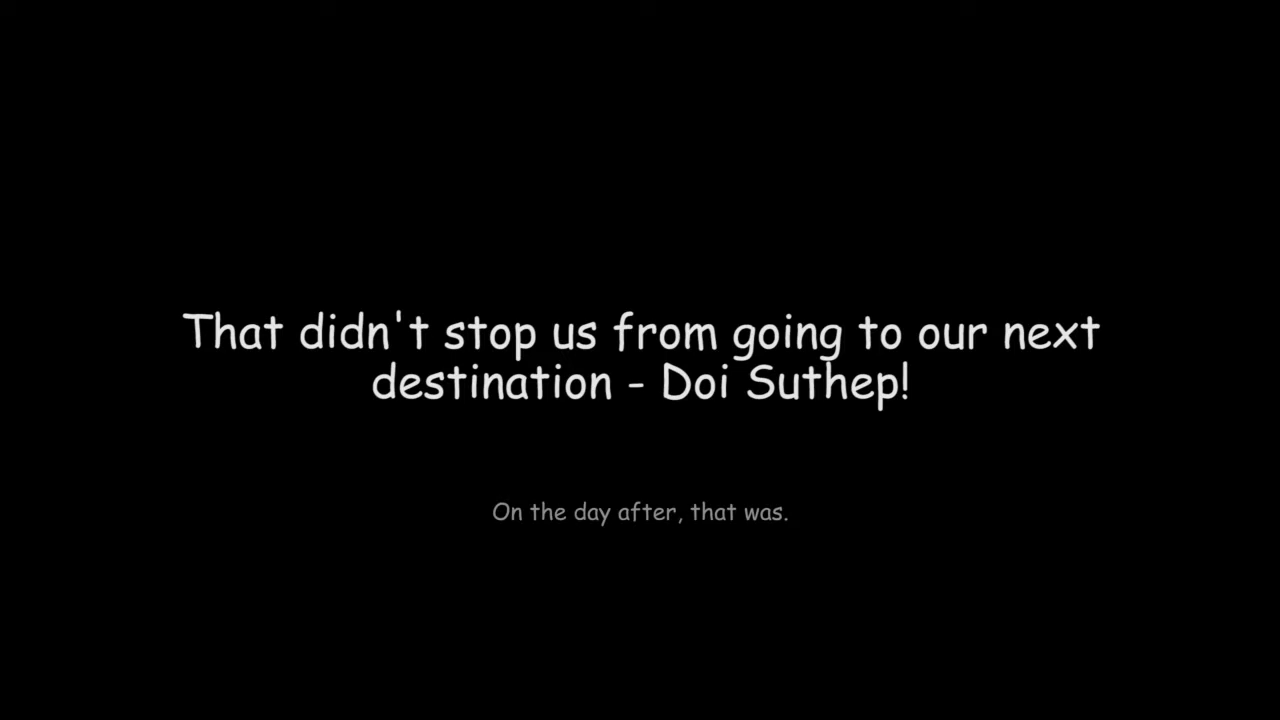 That didn't stop us from going to our next
destination - Doi Suthep!
On the day after, that was.